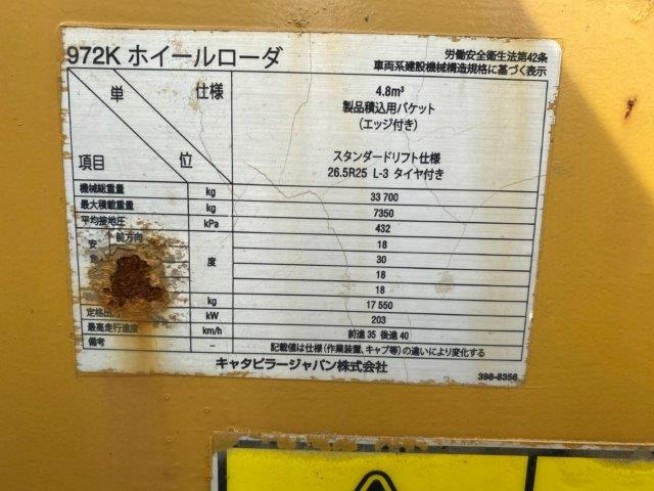 972K ホイールローダ
労働安全衛生法第42条
車両系建設機械構造規格に基づく表示
単 仕様
項目 位
4.8m³
製品積込用バケット
(エッジ付き)
スタンダードリフト仕様
26.5R25 L-3 タイヤ付き
機械総重量 kg 33 700
最大積載重量 kg 7350
平均接地圧 kPa 432
安 前方向 度 18
定 30
18
18
kg 17 550
定格出 kW 203
最高走行速度 km/h 前進 35 後進 40
備考 – 記載値は仕様(作業装置、キャブ等)の違いにより変化する
キャタピラージャパン株式会社
398-8356